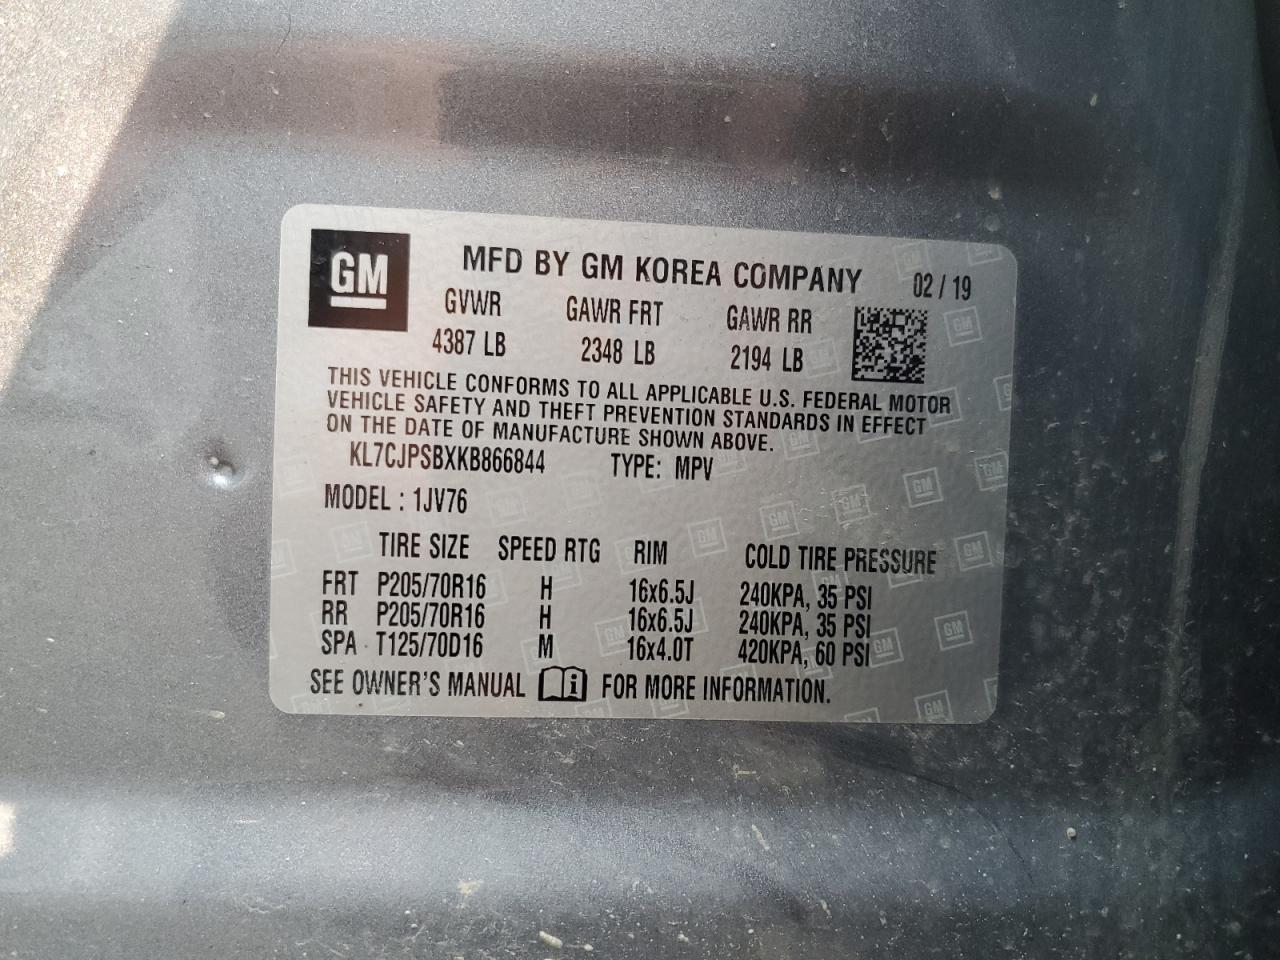 GM
MFD BY GM KOREA COMPANY 02 / 19
GVWR GAWR FRT GAWR RR
4387 LB 2348 LB 2194 LB
THIS VEHICLE CONFORMS TO ALL APPLICABLE U.S. FEDERAL MOTOR
VEHICLE SAFETY AND THEFT PREVENTION STANDARDS IN EFFECT
ON THE DATE OF MANUFACTURE SHOWN ABOVE.
KL7CJPSBXKB866844 TYPE: MPV
MODEL : 1JV76
TIRE SIZE SPEED RTG RIM COLD TIRE PRESSURE
FRT P205/70R16 H 16x6.5J 240KPA, 35 PSI
RR P205/70R16 H 16x6.5J 240KPA, 35 PSI
SPA T125/70D16 M 16x4.0T 420KPA, 60 PSI
SEE OWNER'S MANUAL i FOR MORE INFORMATION.